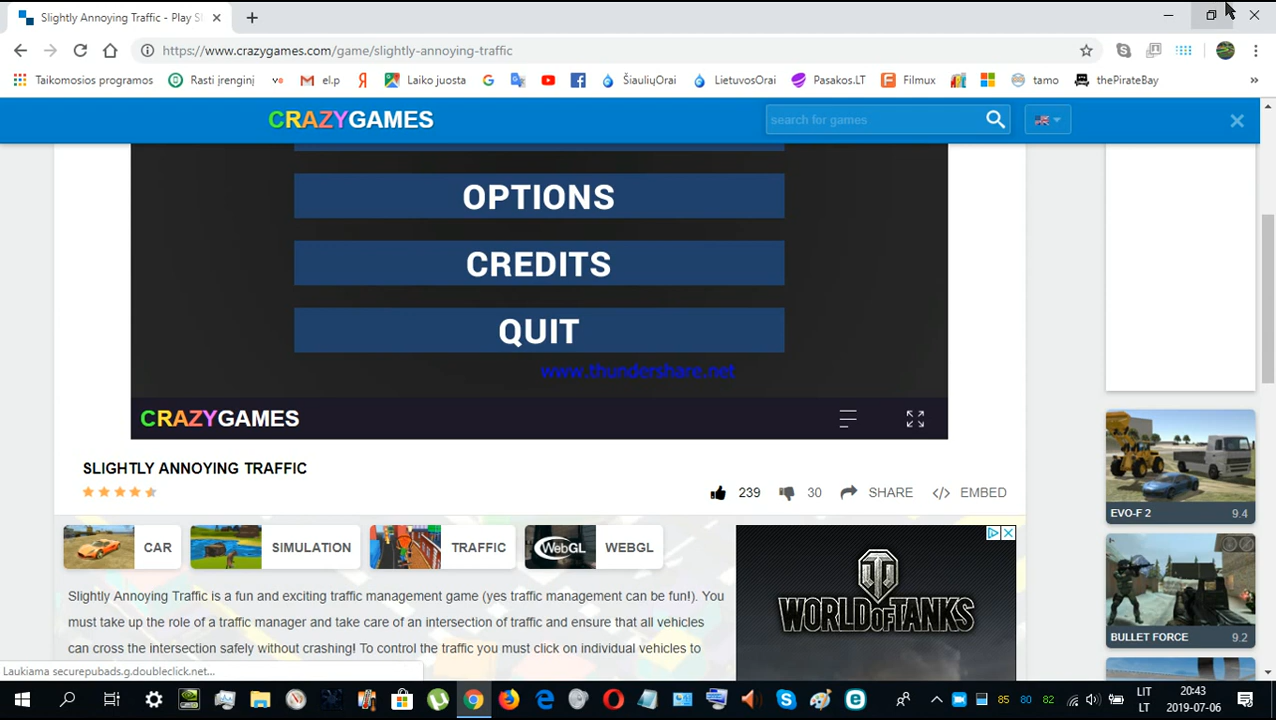 Slightly Annoying Traffic - Play Sl
https://www.crazygames.com/game/slightly-annoying-traffic
Taikomosios programos Rasti įrenginį el.p Laiko juosta ŠiauliųOrai LietuvosOrai Pasakos.LT Filmux tamo thePirateBay »
CRAZYGAMES
search for games
OPTIONS
CREDITS
QUIT
www.thundershare.net
CRAZYGAMES
SLIGHTLY ANNOYING TRAFFIC
239 30 SHARE EMBED
CAR SIMULATION TRAFFIC WebGL WEBGL
Slightly Annoying Traffic is a fun and exciting traffic management game (yes traffic management can be fun!). You
must take up the role of a traffic manager and take care of an intersection of traffic and ensure that all vehicles
can cross the intersection safely without crashing! To control the traffic you must click on individual vehicles to
WORLD OF TANKS
EVO-F 2 9.4
BULLET FORCE 9.2
Laukiama securepubads.g.doubleclick.net...
85 80 82
LIT
LT
20:43
2019-07-06